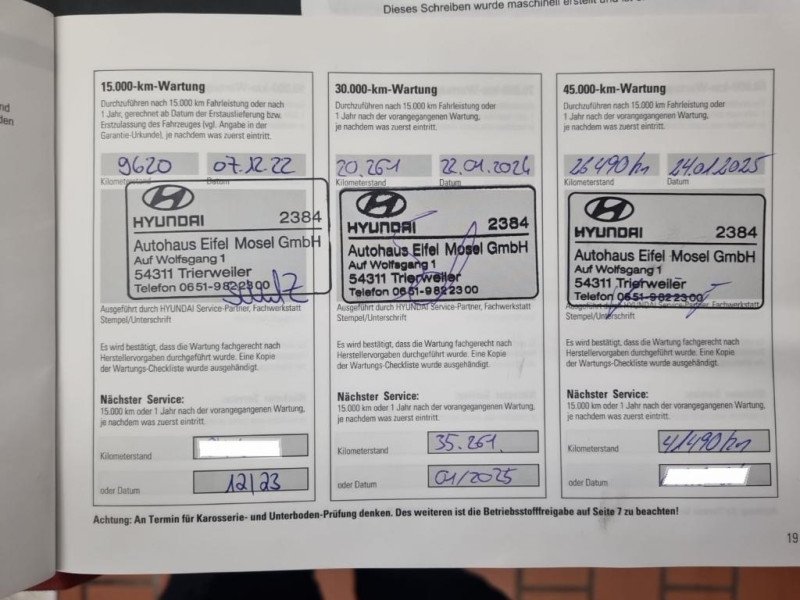 Dieses Schreiben wurde maschinell erstellt und
15.000-km-Wartung
Durchzuführen nach 15.000 km Fahrleistung oder nach
1 Jahr, gerechnet ab Datum der Erstauslieferung bzw.
Erstzulassung des Fahrzeuges (vgl. Angabe in der
Garantie-Urkunde), je nachdem was zuerst eintritt.
9620 07.12.22
Kilometerstand Datum
HYUNDAI 2384
Autohaus Eifel Mosel GmbH
Auf Wolfsgang 1
54311 Trierweiler
Telefon 0651-9822300
Ausgeführt durch HYUNDAI Service-Partner, Fachwerkstatt
Stempel/Unterschrift
Es wird bestätigt, dass die Wartung fachgerecht nach
Herstellervorgaben durchgeführt wurde. Eine Kopie
der Wartungs-Checkliste wurde ausgehändigt.
Nächster Service:
15.000 km oder 1 Jahr nach der vorangegangenen Wartung,
je nachdem was zuerst eintritt.
Kilometerstand
oder Datum 12/23
30.000-km-Wartung
Durchzuführen nach 15.000 km Fahrleistung oder
1 Jahr nach der vorangegangenen Wartung,
je nachdem was zuerst eintritt.
20.261 22.01.2024
Kilometerstand Datum
HYUNDAI 2384
Autohaus Eifel Mosel GmbH
Auf Wolfsgang 1
54311 Trierweiler
Telefon 0651-9822300
Ausgeführt durch HYUNDAI Service-Partner, Fachwerkstatt
Stempel/Unterschrift
Es wird bestätigt, dass die Wartung fachgerecht nach
Herstellervorgaben durchgeführt wurde. Eine Kopie
der Wartungs-Checkliste wurde ausgehändigt.
Nächster Service:
15.000 km oder 1 Jahr nach der vorangegangenen Wartung,
je nachdem was zuerst eintritt.
Kilometerstand 35.261
oder Datum 01/2025
45.000-km-Wartung
Durchzuführen nach 15.000 km Fahrleistung oder
1 Jahr nach der vorangegangenen Wartung,
je nachdem was zuerst eintritt.
26490 km 24.01.2025
Kilometerstand Datum
HYUNDAI 2384
Autohaus Eifel Mosel GmbH
Auf Wolfsgang 1
54311 Trierweiler
Telefon 0651-9822300
Ausgeführt durch HYUNDAI Service-Partner, Fachwerkstatt
Stempel/Unterschrift
Es wird bestätigt, dass die Wartung fachgerecht nach
Herstellervorgaben durchgeführt wurde. Eine Kopie
der Wartungs-Checkliste wurde ausgehändigt.
Nächster Service:
15.000 km oder 1 Jahr nach der vorangegangenen Wartung,
je nachdem was zuerst eintritt.
Kilometerstand 41490 km
oder Datum
Achtung: An Termin für Karosserie- und Unterboden-Prüfung denken. Des weiteren ist die Betriebsstofffreigabe auf Seite 7 zu beachten!
19